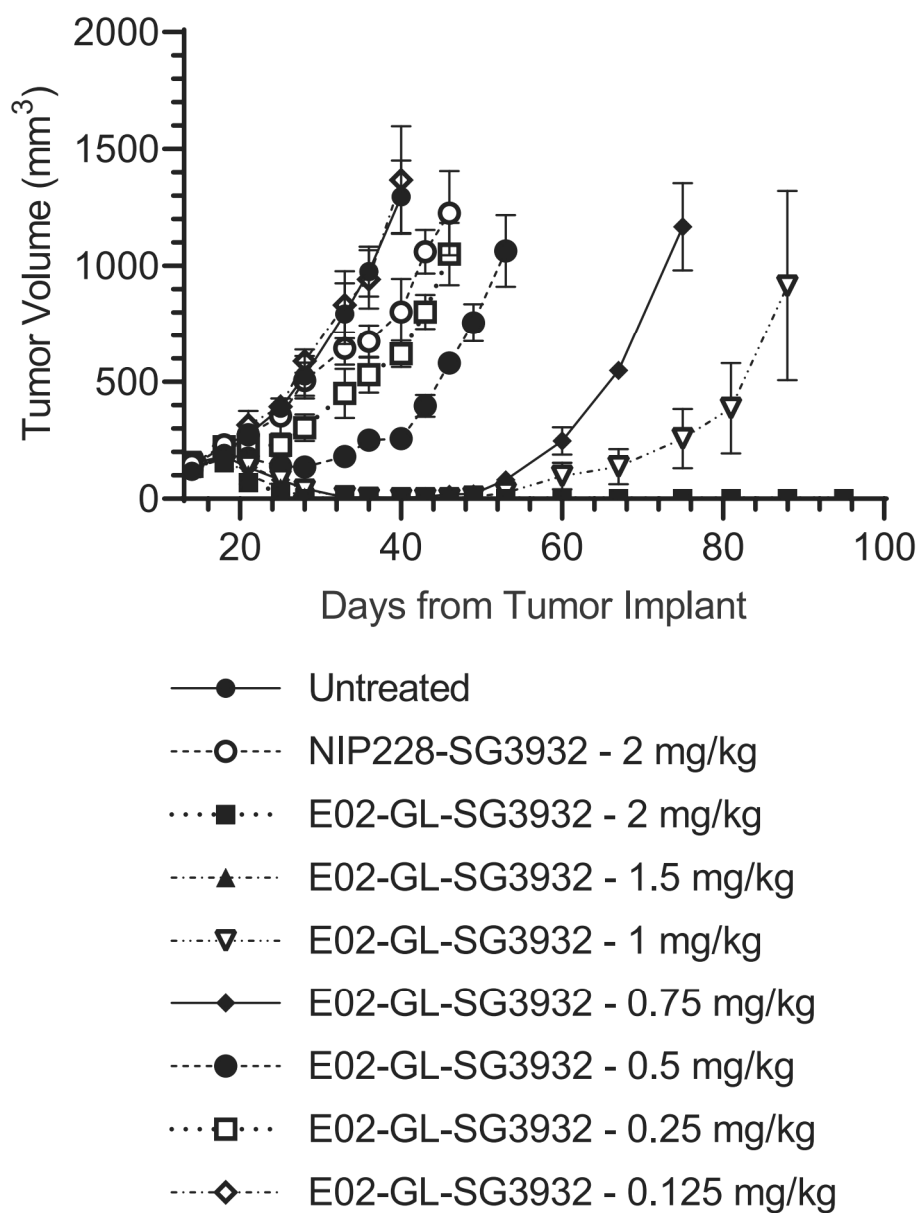 2000
1500
1000
500
0
Tumor Volume (mm³)
20 40 60 80 100
Days from Tumor Implant
Untreated
NIP228-SG3932 - 2 mg/kg
E02-GL-SG3932 - 2 mg/kg
E02-GL-SG3932 - 1.5 mg/kg
E02-GL-SG3932 - 1 mg/kg
E02-GL-SG3932 - 0.75 mg/kg
E02-GL-SG3932 - 0.5 mg/kg
E02-GL-SG3932 - 0.25 mg/kg
E02-GL-SG3932 - 0.125 mg/kg